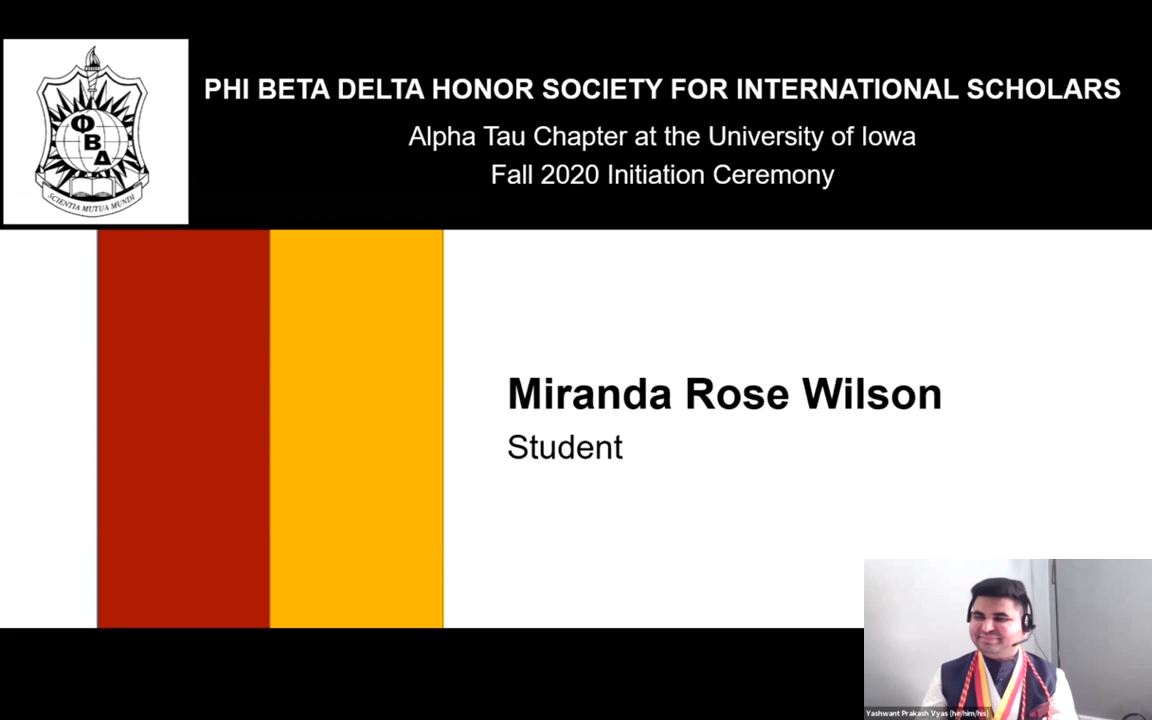 PHI BETA DELTA HONOR SOCIETY FOR INTERNATIONAL SCHOLARS
Alpha Tau Chapter at the University of Iowa
Fall 2020 Initiation Ceremony
Φ
Β
Δ
SCIENTIA MUTUA MUNDI
Miranda Rose Wilson
Student
Yashwant Prakash Vyas (he/him/his)